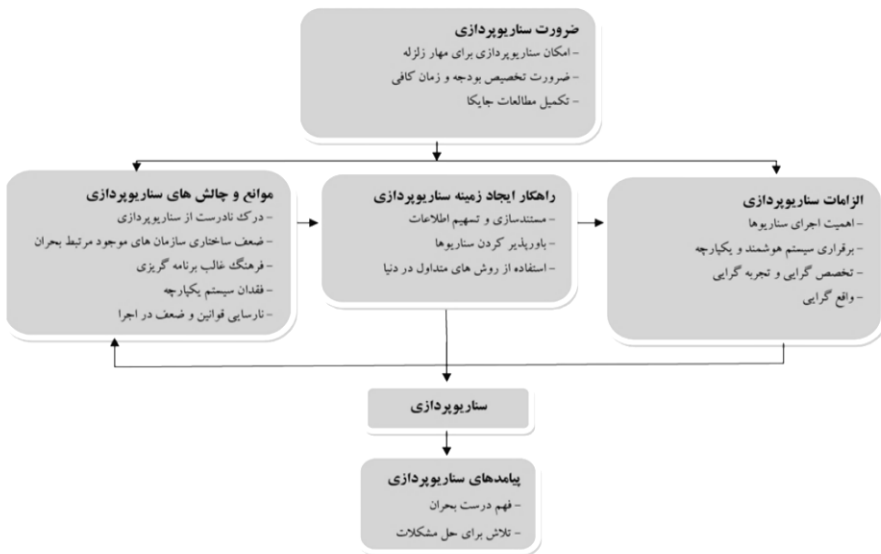 ضرورت سناریوپردازی
- امکان سناریوپردازی برای مهار زلزله
- ضرورت تخصیص بودجه و زمان کافی
- تکمیل مطالعات جایکا
الزامات سناریوپردازی
- اهمیت اجرای سناریوها
- برقراری سیستم هوشمند و یکپارچه
- تخصص گرایی و تجربه گرایی
- واقع گرایی
راهکار ایجاد زمینه سناریوپردازی
- مستندسازی و تسهیم اطلاعات
- باورپذیر کردن سناریوها
- استفاده از روش های متداول در دنیا
موانع و چالش های سناریوپردازی
- درک نادرست از سناریوپردازی
- ضعف ساختاری سازمان های موجود مرتبط بحران
- فرهنگ غالب برنامه گریزی
- فقدان سیستم یکپارچه
- نارسایی قوانین و ضعف در اجرا
سناریوپردازی
پیامدهای سناریوپردازی
- فهم درست بحران
- تلاش برای حل مشکلات